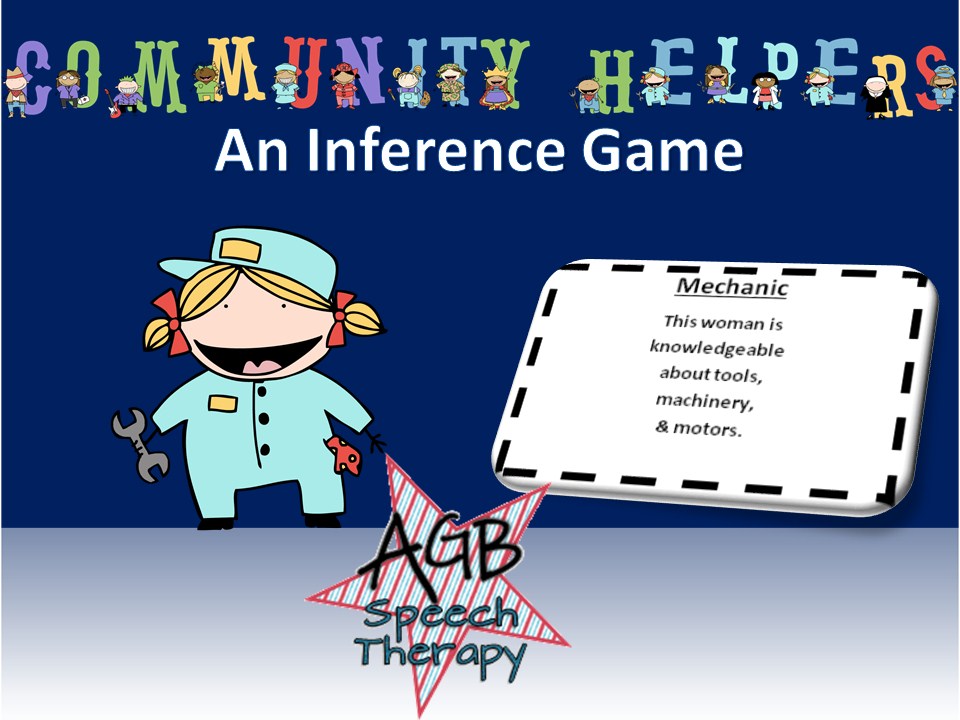 COMMUNITY HELPERS
An Inference Game
Mechanic
This woman is
knowledgeable
about tools,
machinery,
& motors.
AGB
Speech
Therapy